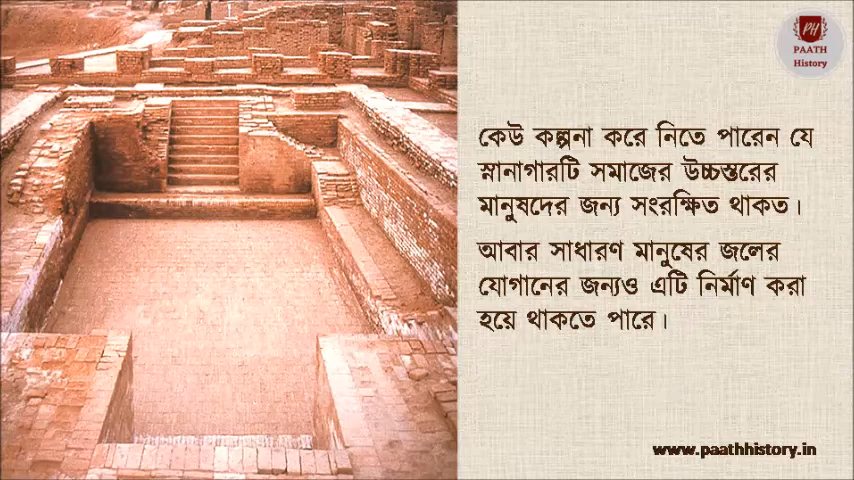 PH
PAATH
History
কেউ কল্পনা করে নিতে পারেন যে
স্নানাগারটি সমাজের উচ্চস্তরের
মানুষদের জন্য সংরক্ষিত থাকত।
আবার সাধারণ মানুষের জলের
যোগানের জন্যও এটি নির্মাণ করা
হয়ে থাকতে পারে।
www.paathhistory.in